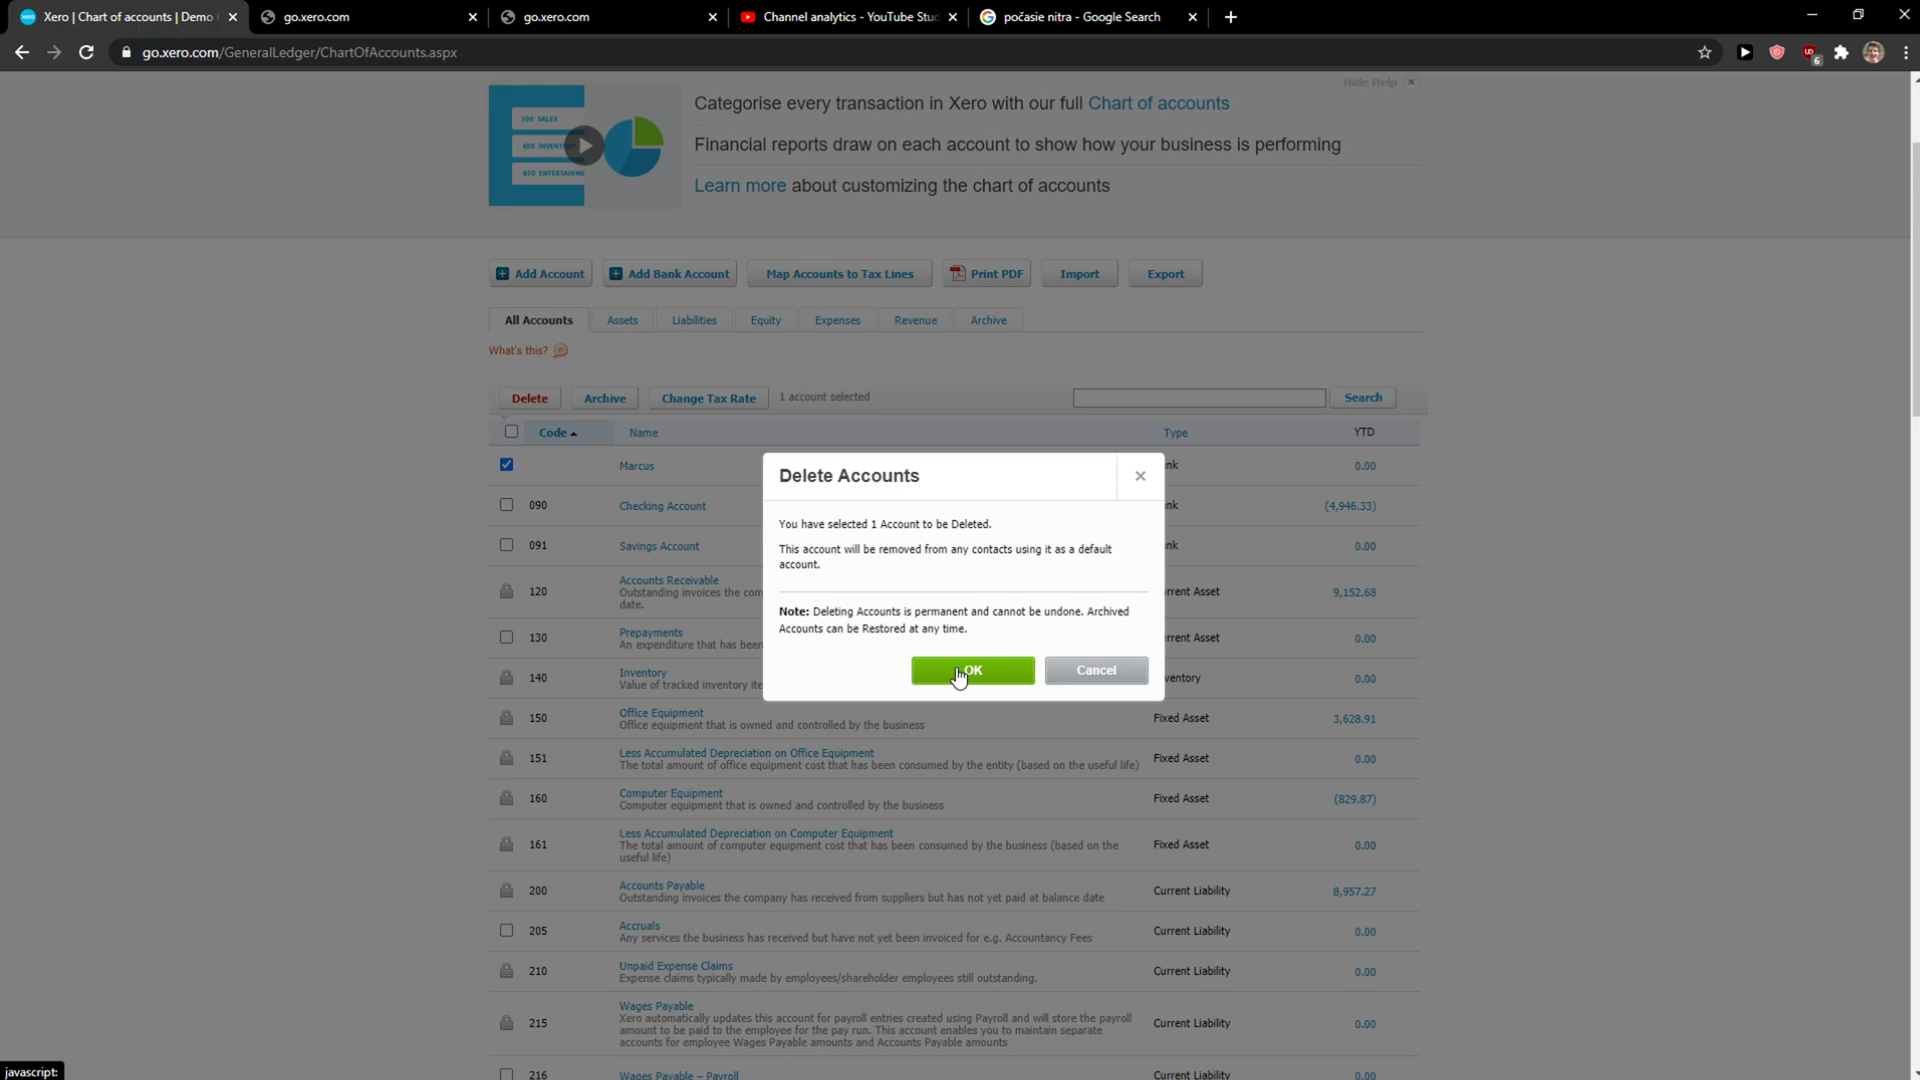 Xero | Chart of accounts | Demo
go.xero.com
go.xero.com
Channel analytics - YouTube Stu
počasie nitra - Google Search
go.xero.com/GeneralLedger/ChartOfAccounts.aspx
6
Hide Help
100 SALES
INVENT
650 ENTERTAINME
Categorise every transaction in Xero with our full Chart of accounts
Financial reports draw on each account to show how your business is performing
Learn more about customizing the chart of accounts
Add Account
Add Bank Account
Map Accounts to Tax Lines
Print PDF
Import
Export
All Accounts
Assets
Liabilities
Equity
Expenses
Revenue
Archive
What's this?
Delete
Archive
Change Tax Rate
1 account selected
Search
Code
Name
Type
YTD
Marcus
nk
0.00
090
Checking Account
nk
(4,946.33)
091
Savings Account
nk
0.00
120
Accounts Receivable
Outstanding invoices the com
date.
rrent Asset
9,152.68
130
Prepayments
An expenditure that has been
rrent Asset
0.00
140
Inventory
Value of tracked inventory ite
ventory
0.00
Delete Accounts
You have selected 1 Account to be Deleted.
This account will be removed from any contacts using it as a default
account.
Note: Deleting Accounts is permanent and cannot be undone. Archived
Accounts can be Restored at any time.
OK
Cancel
150
Office Equipment
Office equipment that is owned and controlled by the business
Fixed Asset
3,628.91
151
Less Accumulated Depreciation on Office Equipment
The total amount of office equipment cost that has been consumed by the entity (based on the useful life)
Fixed Asset
0.00
160
Computer Equipment
Computer equipment that is owned and controlled by the business
Fixed Asset
(829.87)
161
Less Accumulated Depreciation on Computer Equipment
The total amount of computer equipment cost that has been consumed by the business (based on the
useful life)
Fixed Asset
0.00
200
Accounts Payable
Outstanding invoices the company has received from suppliers but has not yet paid at balance date
Current Liability
8,957.27
205
Accruals
Any services the business has received but have not yet been invoiced for e.g. Accountancy Fees
Current Liability
0.00
210
Unpaid Expense Claims
Expense claims typically made by employees/shareholder employees still outstanding.
Current Liability
0.00
215
Wages Payable
Xero automatically updates this account for payroll entries created using Payroll and will store the payroll
amount to be paid to the employee for the pay run. This account enables you to maintain separate
accounts for employee Wages Payable amounts and Accounts Payable amounts
Current Liability
0.00
216
Wages Payable – Payroll
Current Liability
0.00
javascript: